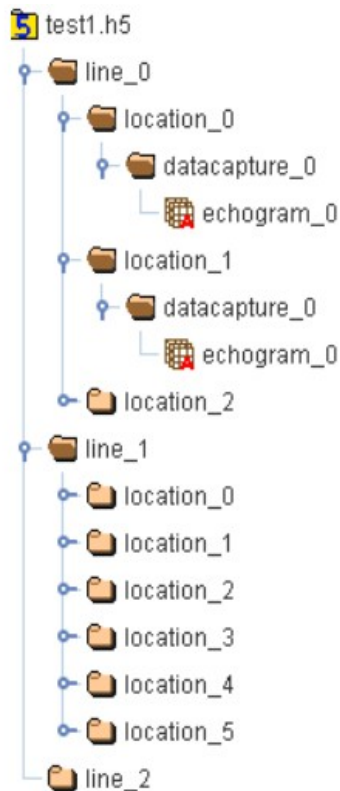 test1.h5
line_0
location_0
datacapture_0
echogram_0
location_1
datacapture_0
echogram_0
location_2
line_1
location_0
location_1
location_2
location_3
location_4
location_5
line_2